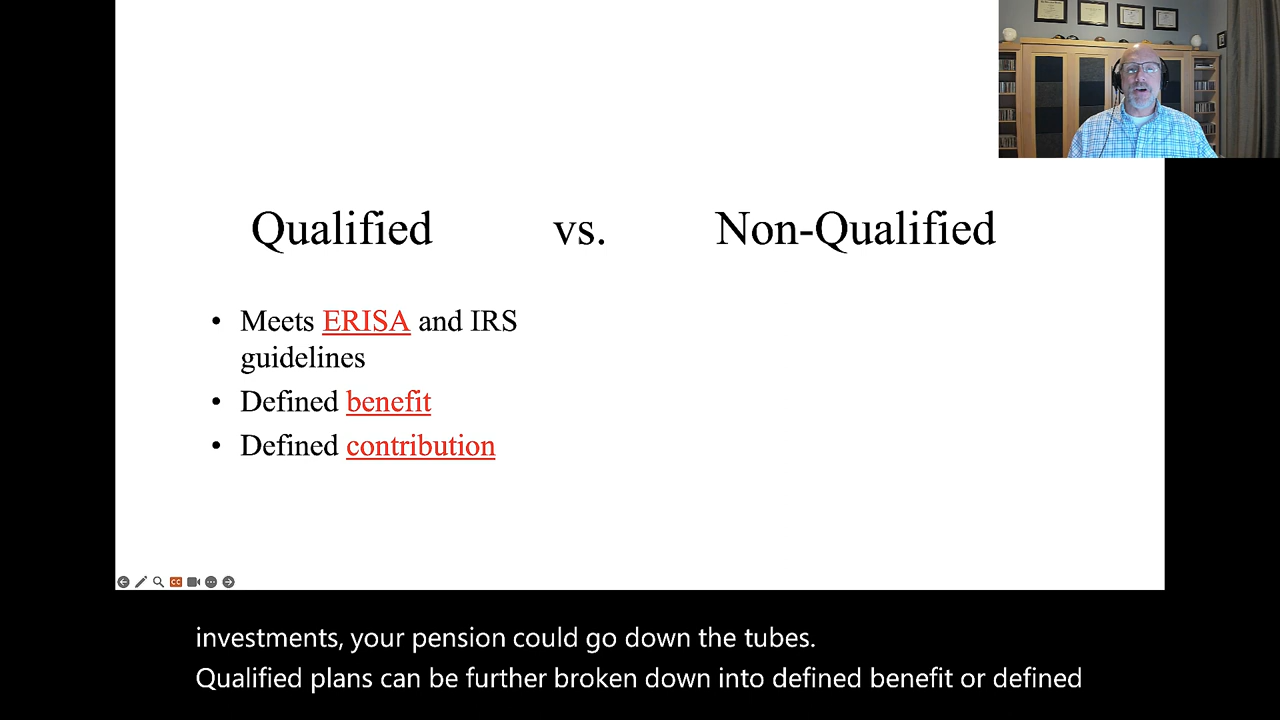 Qualified vs. Non-Qualified
• Meets ERISA and IRS
guidelines
• Defined benefit
• Defined contribution
CC
investments, your pension could go down the tubes.
Qualified plans can be further broken down into defined benefit or defined